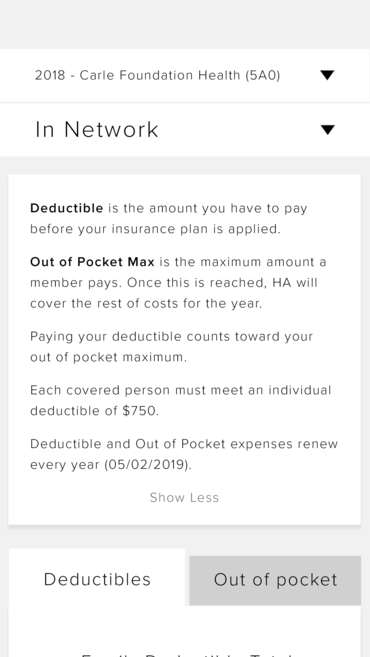 2018 - Carle Foundation Health (5A0)
In Network
Deductible is the amount you have to pay
before your insurance plan is applied.
Out of Pocket Max is the maximum amount a
member pays. Once this is reached, HA will
cover the rest of costs for the year.
Paying your deductible counts toward your
out of pocket maximum.
Each covered person must meet an individual
deductible of $750.
Deductible and Out of Pocket expenses renew
every year (05/02/2019).
Show Less
Deductibles
Out of pocket